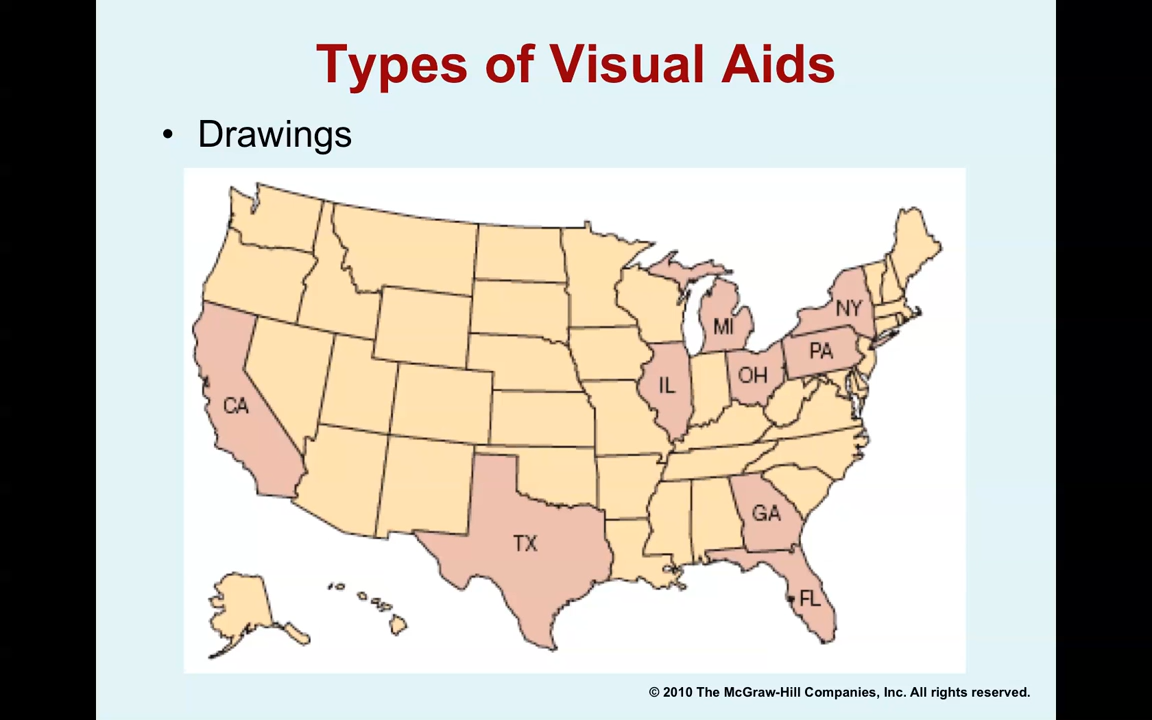 Types of Visual Aids
• Drawings
NY
MI
PA
OH
IL
CA
GA
TX
FL
© 2010 The McGraw-Hill Companies, Inc. All rights reserved.